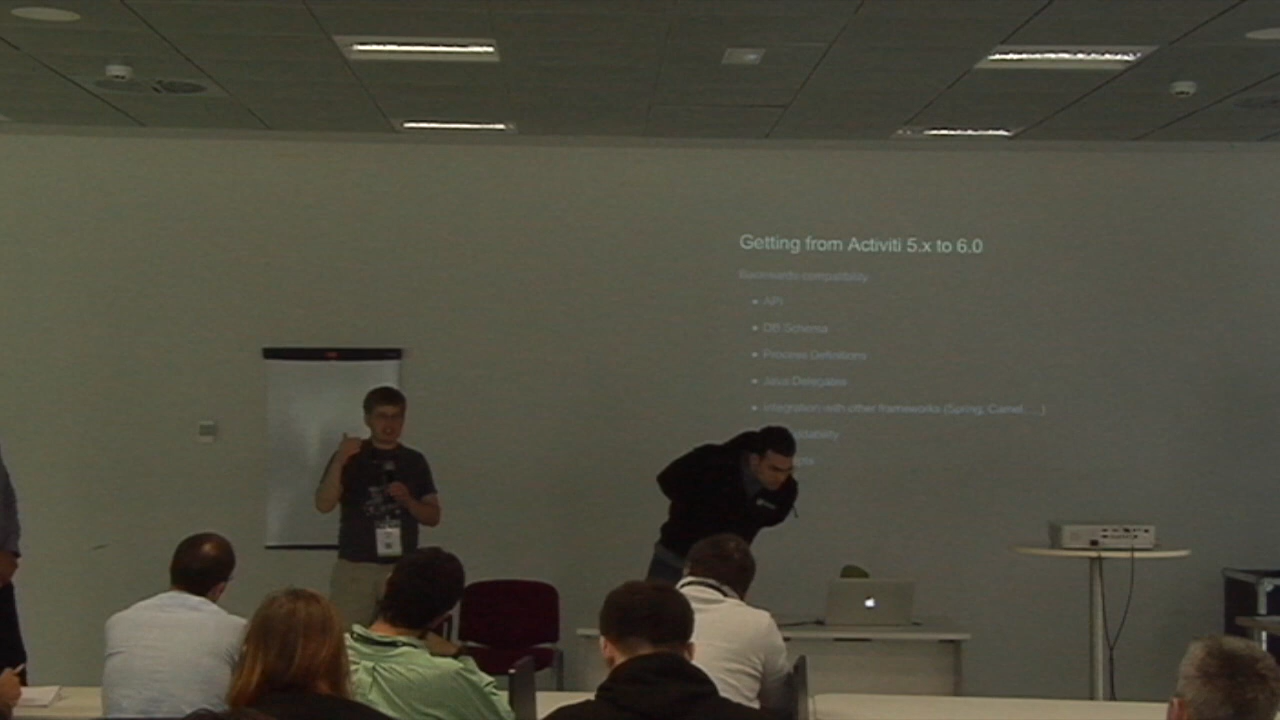 Getting from Activiti 5.x to 6.0
Backwards compatibility
• API
• DB Schema
• Process Definitions
• Java Delegates
• Integration with other frameworks (Spring, Camel, ...)